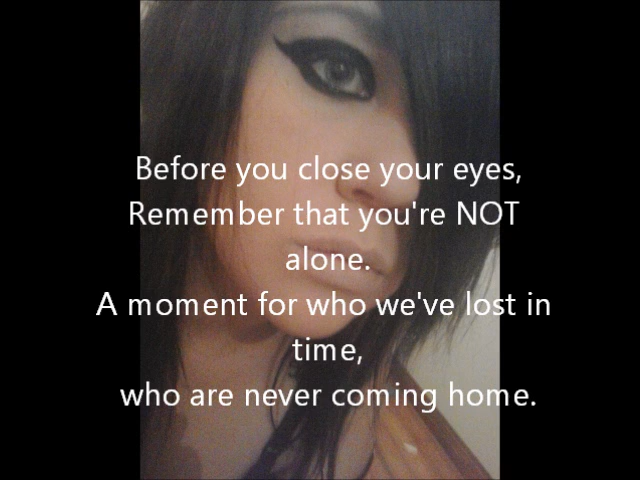 Before you close your eyes,
Remember that you're NOT
alone.
A moment for who we've lost in
time,
who are never coming home.